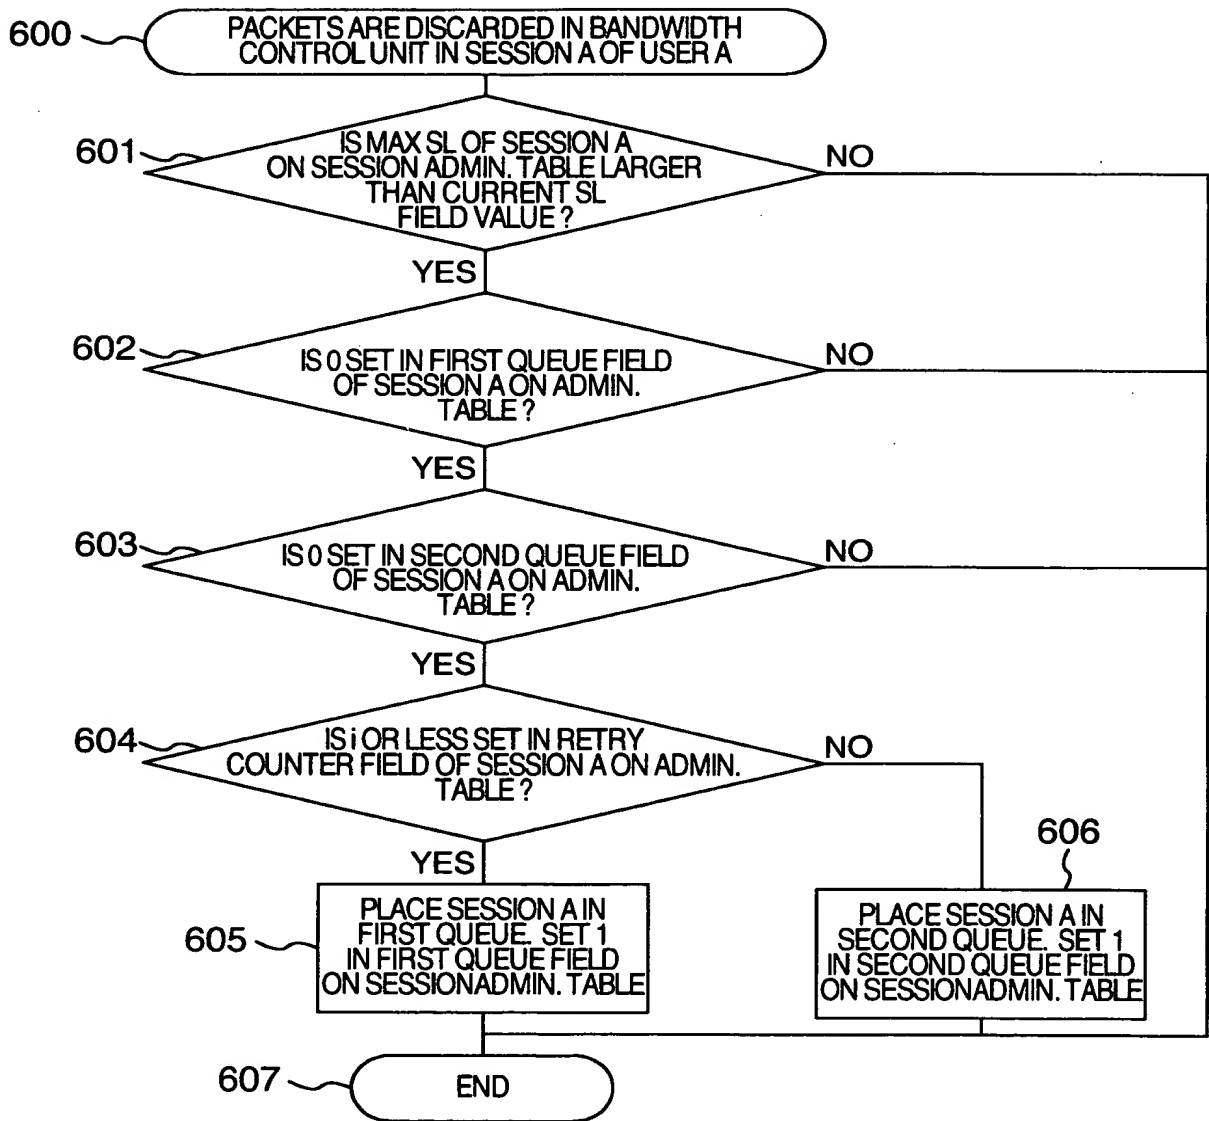 600
PACKETS ARE DISCARDED IN BANDWIDTH
CONTROL UNIT IN SESSION A OF USER A
601
IS MAX SL OF SESSION A
ON SESSION ADMIN. TABLE LARGER
THAN CURRENT SL
FIELD VALUE ?
NO
YES
602
IS 0 SET IN FIRST QUEUE FIELD
OF SESSION A ON ADMIN.
TABLE ?
NO
YES
603
IS 0 SET IN SECOND QUEUE FIELD
OF SESSION A ON ADMIN.
TABLE ?
NO
YES
604
IS i OR LESS SET IN RETRY
COUNTER FIELD OF SESSION A ON ADMIN.
TABLE ?
NO
YES
605
PLACE SESSION A IN
FIRST QUEUE. SET 1
IN FIRST QUEUE FIELD
ON SESSIONADMIN. TABLE
606
PLACE SESSION A IN
SECOND QUEUE. SET 1
IN SECOND QUEUE FIELD
ON SESSIONADMIN. TABLE
607
END